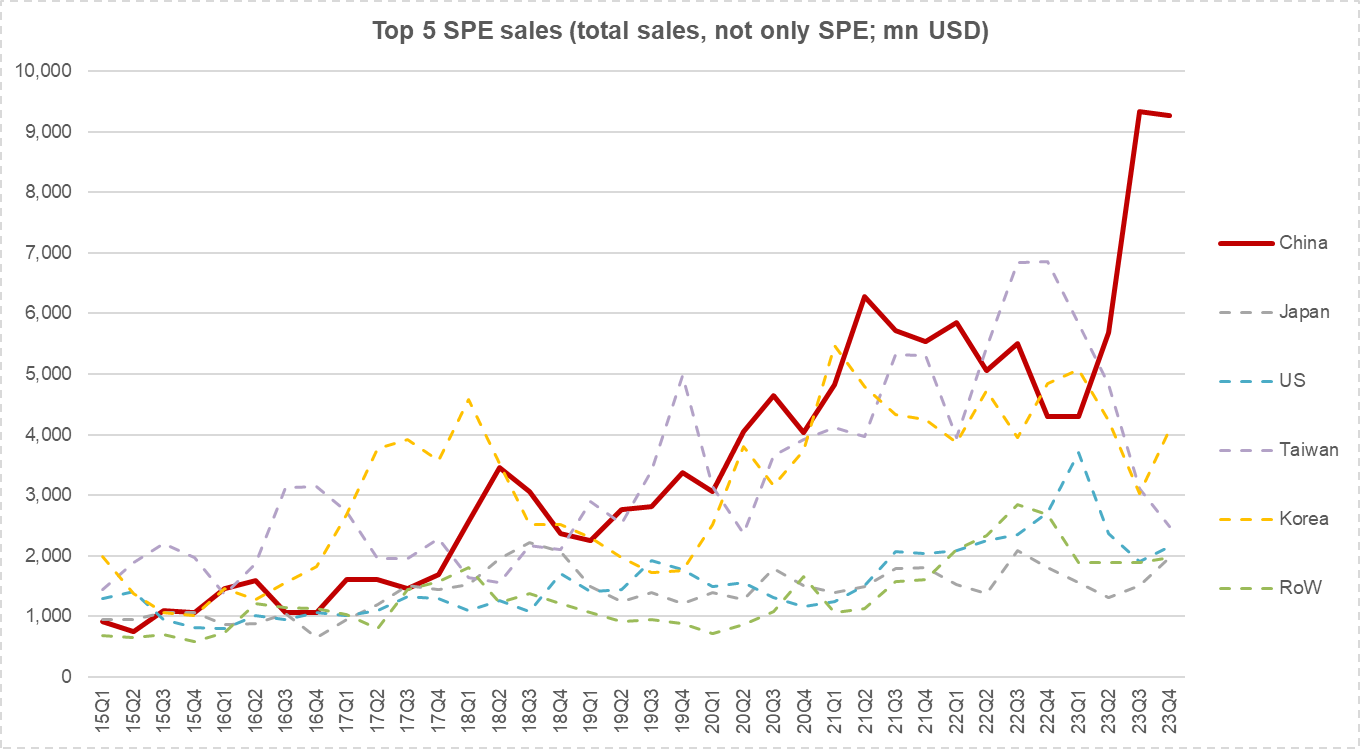 Top 5 SPE sales (total sales, not only SPE; mn USD)
10,000
9,000
8,000
7,000
6,000
5,000
4,000
3,000
2,000
1,000
0
China
Japan
US
Taiwan
Korea
RoW
15Q1
15Q2
15Q3
15Q4
16Q1
16Q2
16Q3
16Q4
17Q1
17Q2
17Q3
17Q4
18Q1
18Q2
18Q3
18Q4
19Q1
19Q2
19Q3
19Q4
20Q1
20Q2
20Q3
20Q4
21Q1
21Q2
21Q3
21Q4
22Q1
22Q2
22Q3
22Q4
23Q1
23Q2
23Q3
23Q4